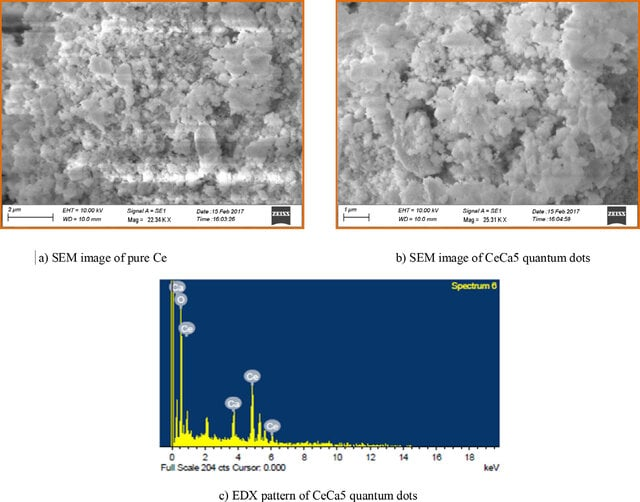 2 µm
EHT = 10.00 kV
Signal A = SE1
Date :15 Feb 2017
WD = 10.0 mm
Mag = 22.34 K X
Time :16:03:26
ZEISS
1 µm
EHT = 10.00 kV
Signal A = SE1
Date :15 Feb 2017
WD = 10.0 mm
Mag = 25.31 K X
Time :16:04:59
ZEISS
a) SEM image of pure Ce
b) SEM image of CeCa5 quantum dots
Spectrum 6
Ca
O
Ce
Ca
Ce
Ce
0 2 4 6 8 10 12 14 16 18
Full Scale 204 cts Cursor: 0.000 keV
c) EDX pattern of CeCa5 quantum dots